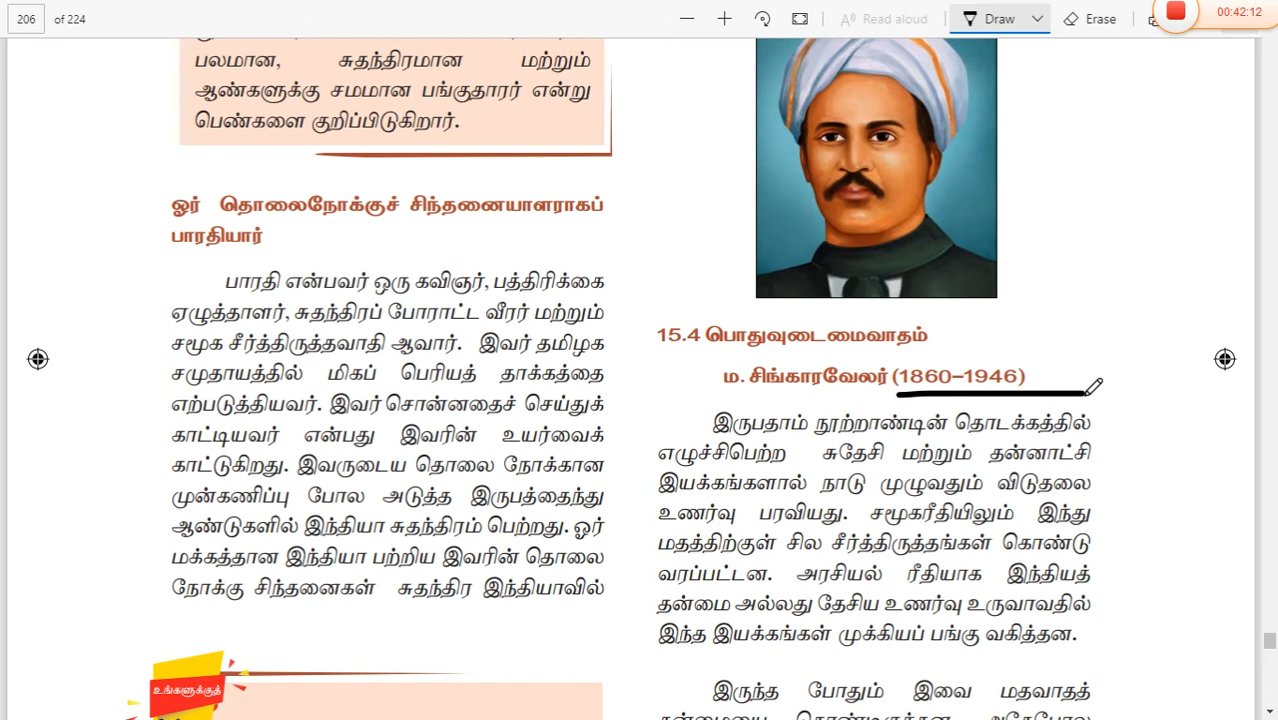 206 of 224
Read aloud
Draw
Erase
00:42:12
பலமான, சுதந்திரமான மற்றும்
ஆண்களுக்கு சமமான பங்குதாரர் என்று
பெண்களை குறிப்பிடுகிறார்.
ஓர் தொலைநோக்குச் சிந்தனையாளராகப்
பாரதியார்
பாரதி என்பவர் ஒரு கவிஞர், பத்திரிக்கை
ஏழுத்தாளர், சுதந்திரப் போராட்ட வீரர் மற்றும்
சமூக சீர்த்திருத்தவாதி ஆவார். இவர் தமிழக
சமுதாயத்தில் மிகப் பெரியத் தாக்கத்தை
எற்படுத்தியவர். இவர் சொன்னதைச் செய்துக்
காட்டியவர் என்பது இவரின் உயர்வைக்
காட்டுகிறது. இவருடைய தொலை நோக்கான
முன்கணிப்பு போல அடுத்த இருபத்தைந்து
ஆண்டுகளில் இந்தியா சுதந்திரம் பெற்றது. ஓர்
மக்கத்தான இந்தியா பற்றிய இவரின் தொலை
நோக்கு சிந்தனைகள் சுதந்திர இந்தியாவில்
உங்களுக்குத்
15.4 பொதுவுடைமைவாதம்
ம. சிங்காரவேலர் (1860–1946)
இருபதாம் நூற்றாண்டின் தொடக்கத்தில்
எழுச்சிபெற்ற சுதேசி மற்றும் தன்னாட்சி
இயக்கங்களால் நாடு முழுவதும் விடுதலை
உணர்வு பரவியது. சமூகரீதியிலும் இந்து
மதத்திற்குள் சில சீர்த்திருத்தங்கள் கொண்டு
வரப்பட்டன. அரசியல் ரீதியாக இந்தியத்
தன்மை அல்லது தேசிய உணர்வு உருவாவதில்
இந்த இயக்கங்கள் முக்கியப் பங்கு வகித்தன.
இருந்த போதும் இவை மதவாதத்